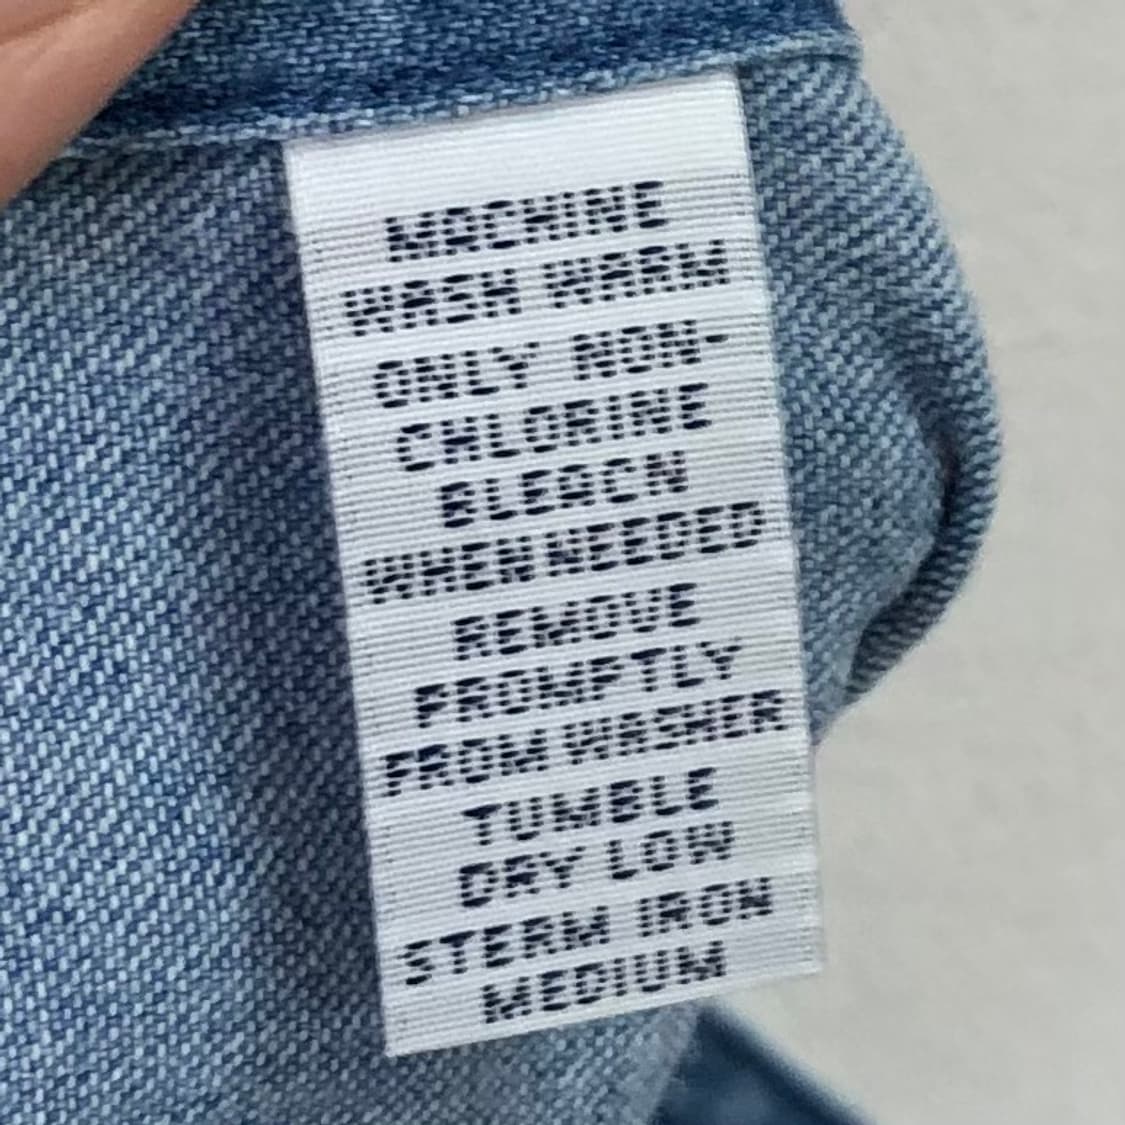 MACHINE
WASH WARM
ONLY NON-
CHLORINE
BLEACN
WHEN NEEDED
REMOVE
PROMPTLY
FROM WASHER
TUMBLE
DRY LOW
STERM IRON
MEDIUM